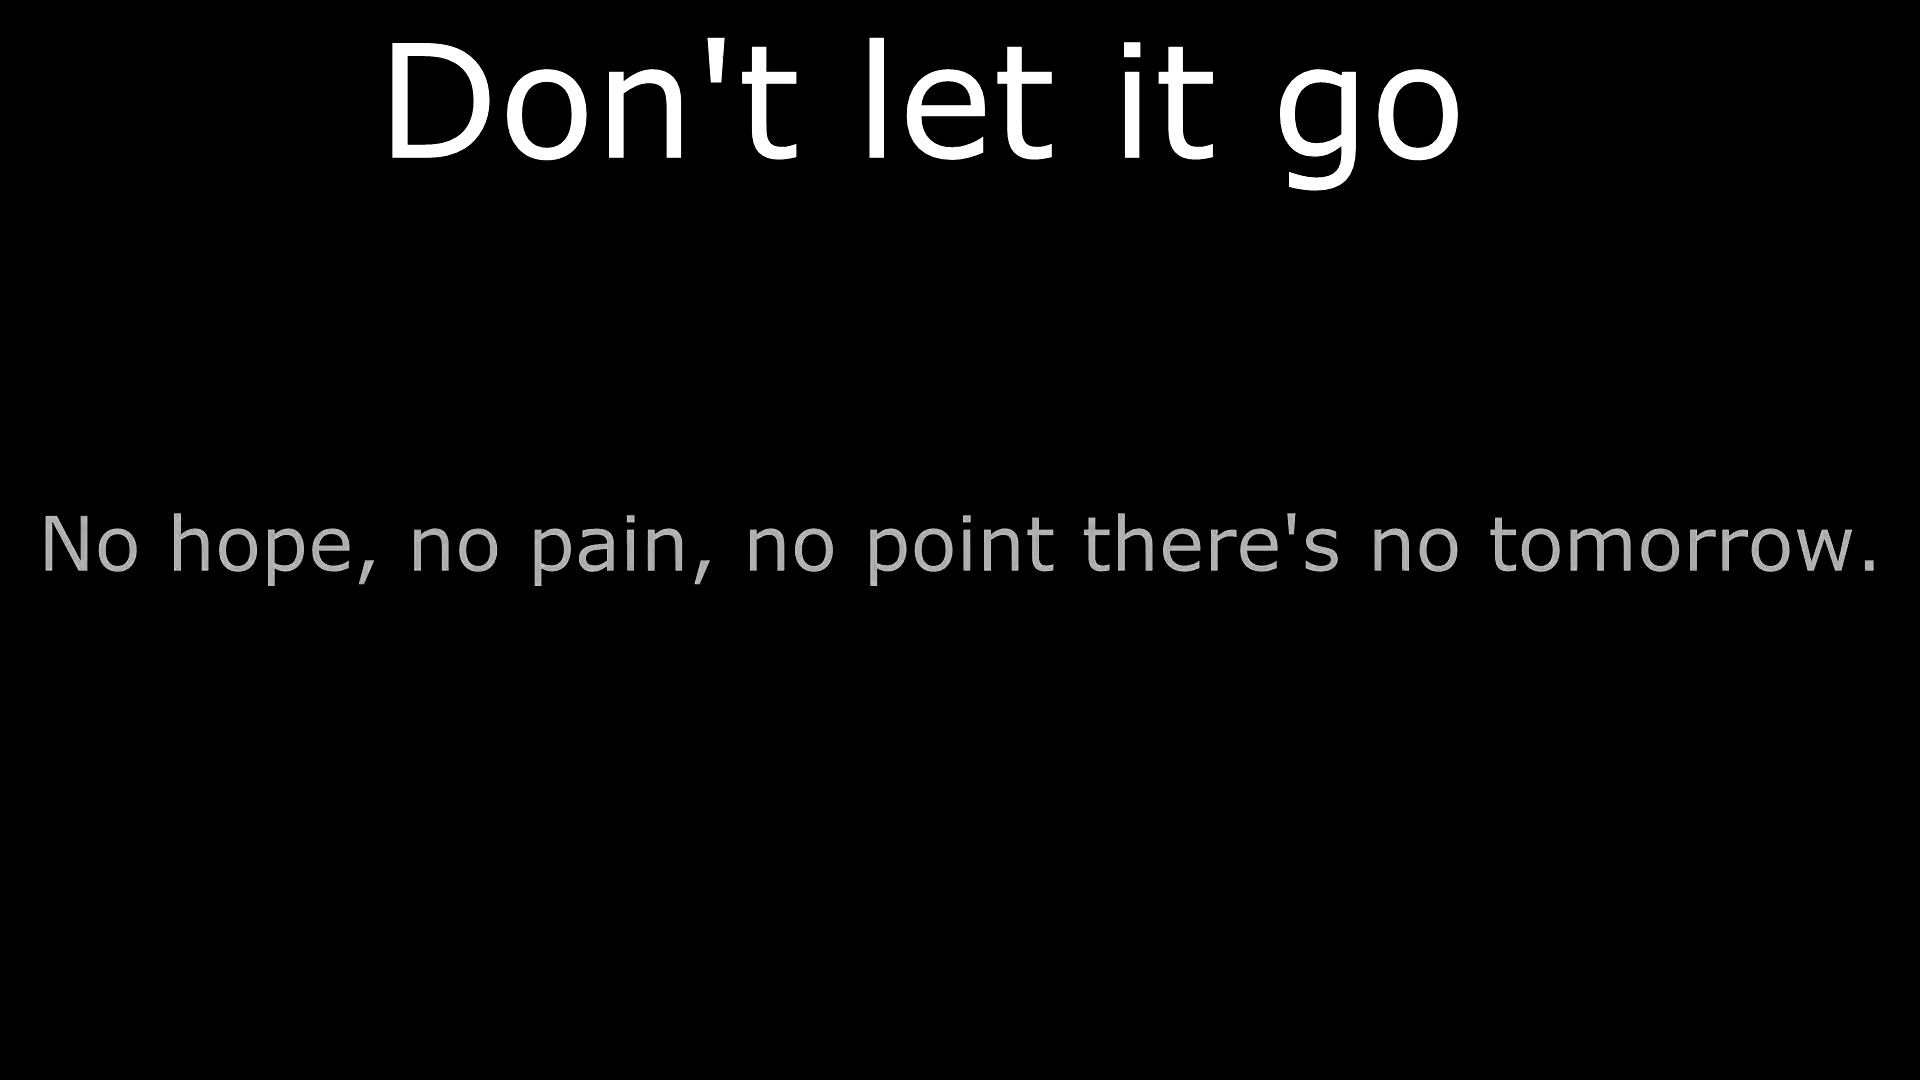 Don't let it go
No hope, no pain, no point there's no tomorrow.